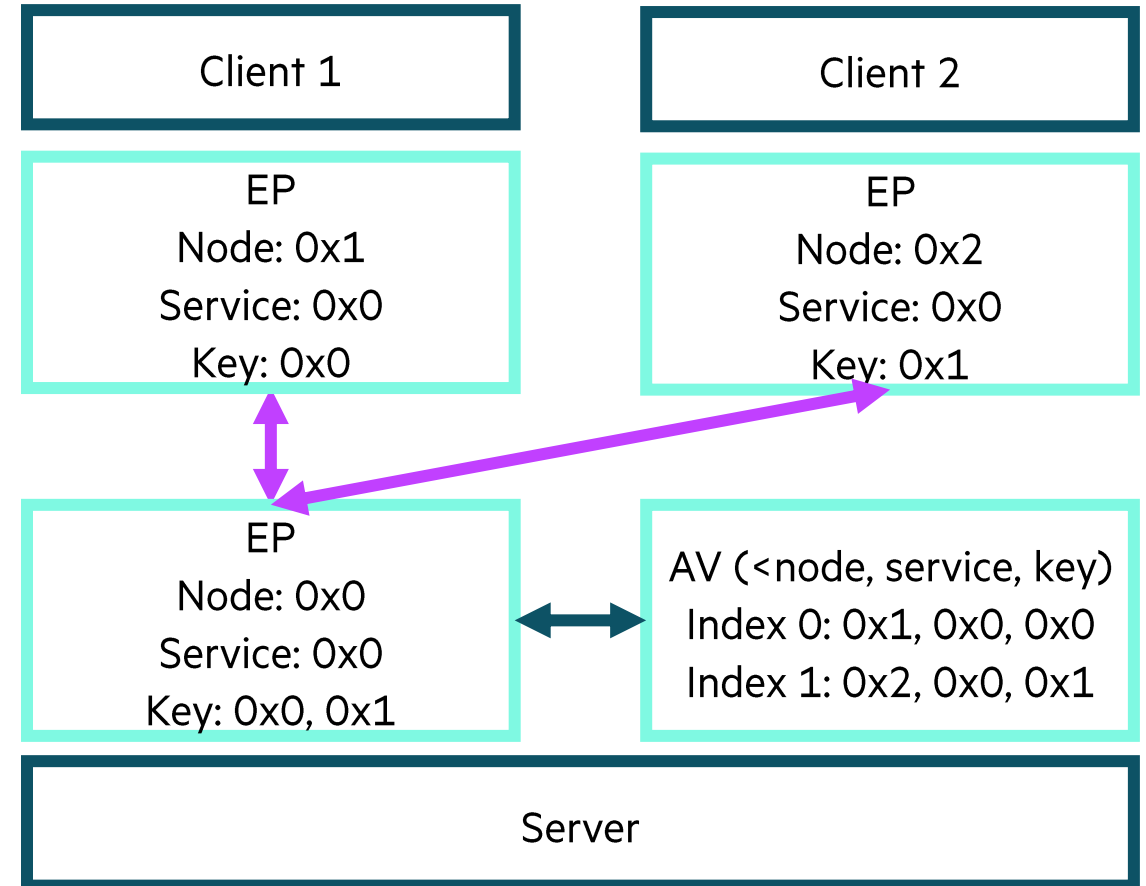 Client 1
Client 2
EP
Node: 0x1
Service: 0x0
Key: 0x0
EP
Node: 0x2
Service: 0x0
Key: 0x1
EP
Node: 0x0
Service: 0x0
Key: 0x0, 0x1
AV (<node, service, key)
Index 0: 0x1, 0x0, 0x0
Index 1: 0x2, 0x0, 0x1
Server